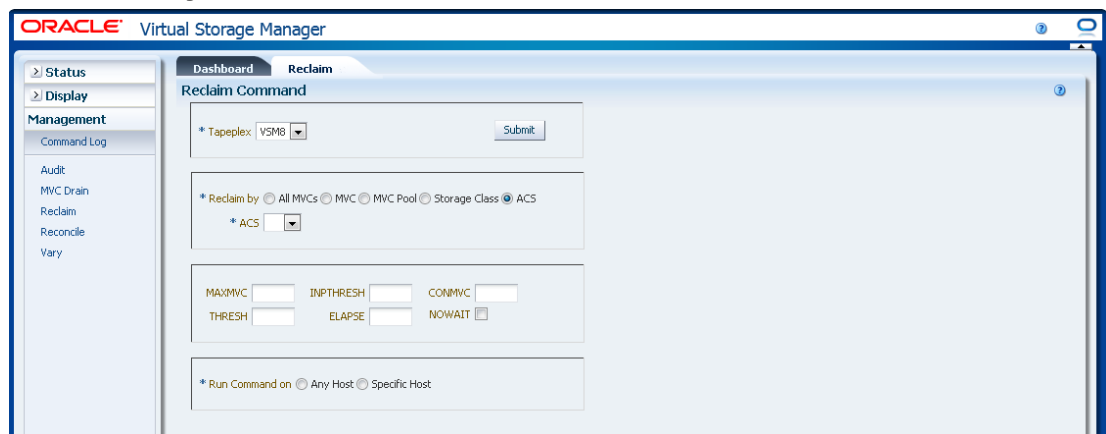 ORACLE Virtual Storage Manager
Status
Display
Management
Command Log
Audit
MVC Drain
Reclaim
Reconcile
Vary
Dashboard Reclaim
Reclaim Command
* Tapeplex VSM8 Submit
* Reclaim by All MVCs MVC MVC Pool Storage Class ACS
* ACS
MAXMVC INPTHRESH CONMVC
THRESH ELAPSE NOWAIT
* Run Command on Any Host Specific Host